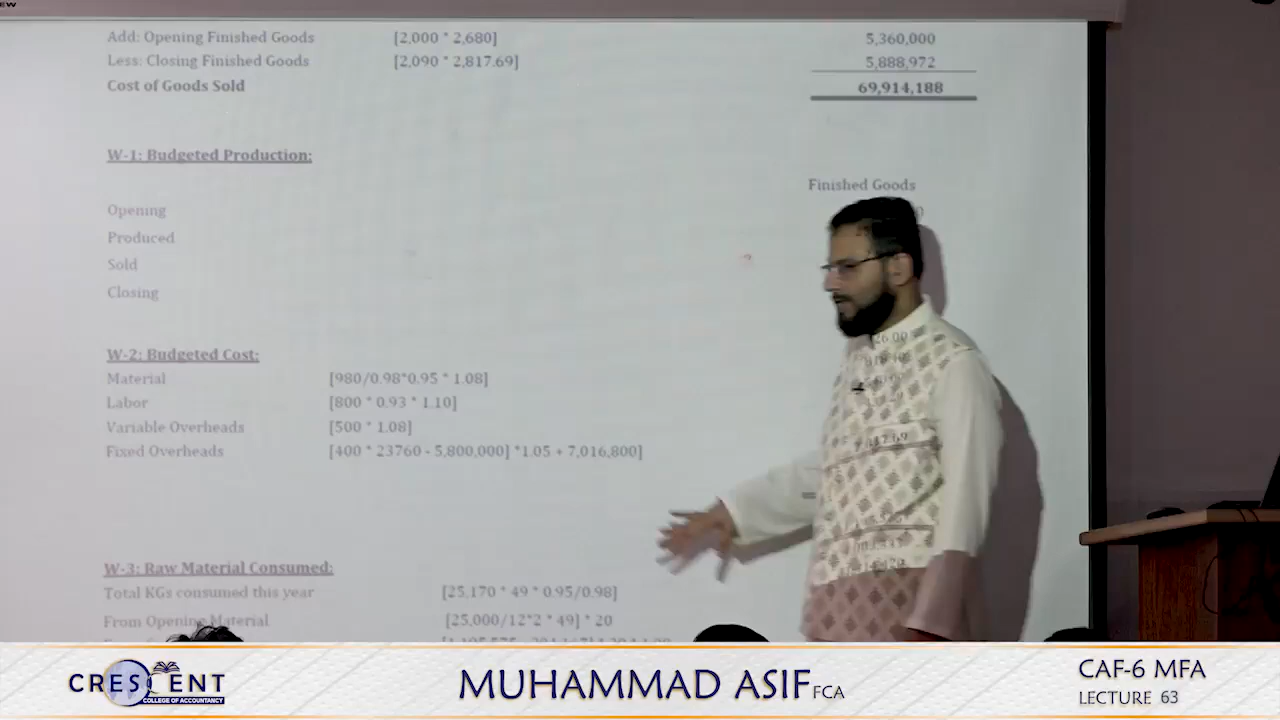 Add: Opening Finished Goods [2,000 * 2,680] 5,360,000
Less: Closing Finished Goods [2,090 * 2,817.69] 5,888,972
Cost of Goods Sold 69,914,188
W-1: Budgeted Production:
Finished Goods
Opening
Produced
Sold
Closing
W-2: Budgeted Cost:
Material [980/0.98*0.95 * 1.08]
Labor [800 * 0.93 * 1.10]
Variable Overheads [500 * 1.08]
Fixed Overheads [400 * 23760 - 5,800,000] *1.05 + 7,016,800]
W-3: Raw Material Consumed:
Total KGs consumed this year [25,170 * 49 * 0.95/0.98]
From Opening Material [25,000/12*2 * 49] * 20
CRESCENT
COLLEGE OF ACCOUNTANCY
MUHAMMAD ASIF FCA
CAF-6 MFA
LECTURE 63